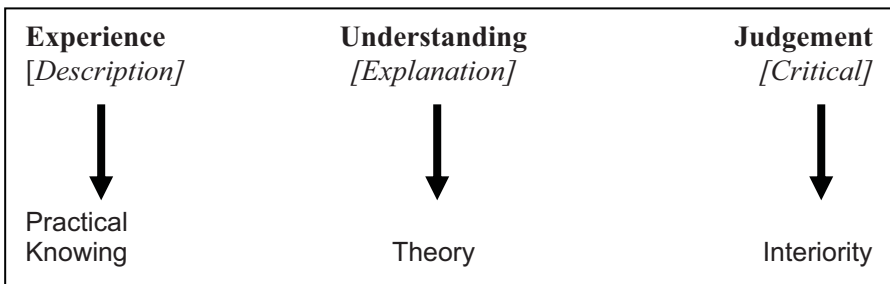 Experience Understanding Judgement
[Description] [Explanation] [Critical]
Practical
Knowing Theory Interiority